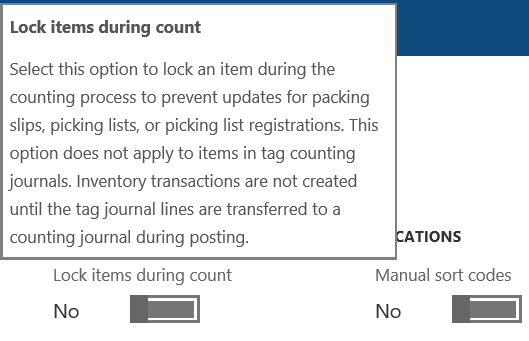 Lock items during count
Select this option to lock an item during the
counting process to prevent updates for packing
slips, picking lists, or picking list registrations. This
option does not apply to items in tag counting
journals. Inventory transactions are not created
until the tag journal lines are transferred to a
counting journal during posting.
CATIONS
Lock items during count
Manual sort codes
No
No